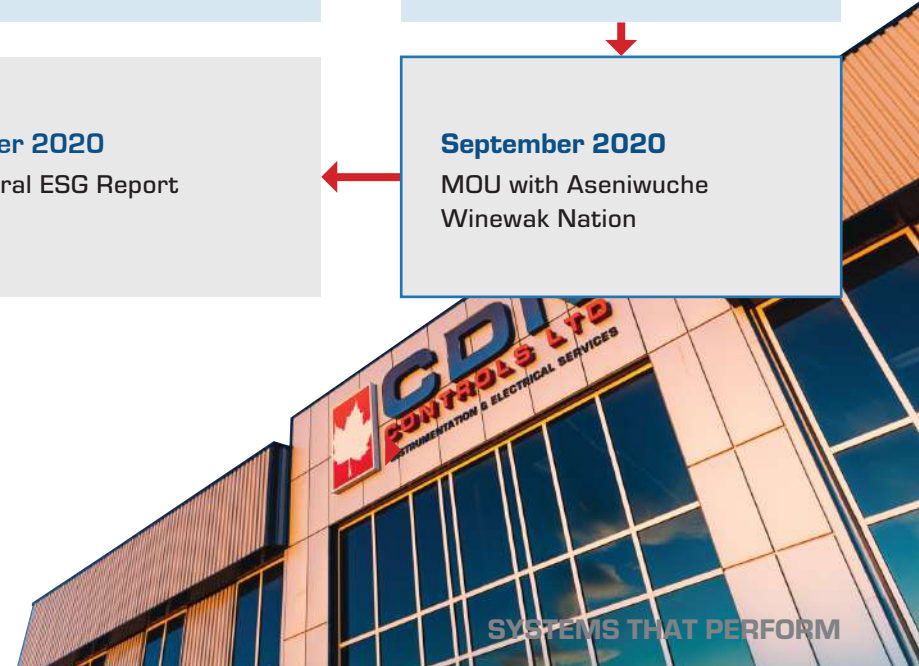 er 2020
ral ESG Report
September 2020
MOU with Aseniwuche
Winewak Nation
CONTROLS LTD
INSTRUMENTATION & ELECTRICAL SERVICES
SYSTEMS THAT PERFORM